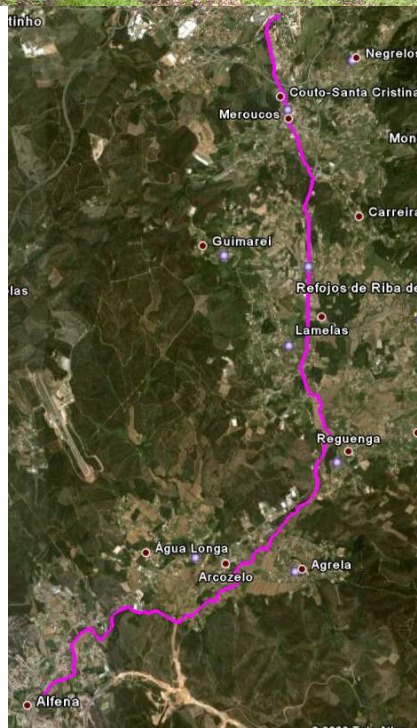 tinho
Negrelos
Couto-Santa Cristina
Meroucos
Mon
Carreira
Guimarei
elas
Refojos de Riba de
Lamelas
Reguenga
Água Longa
Arcozelo
Agrela
Alfena